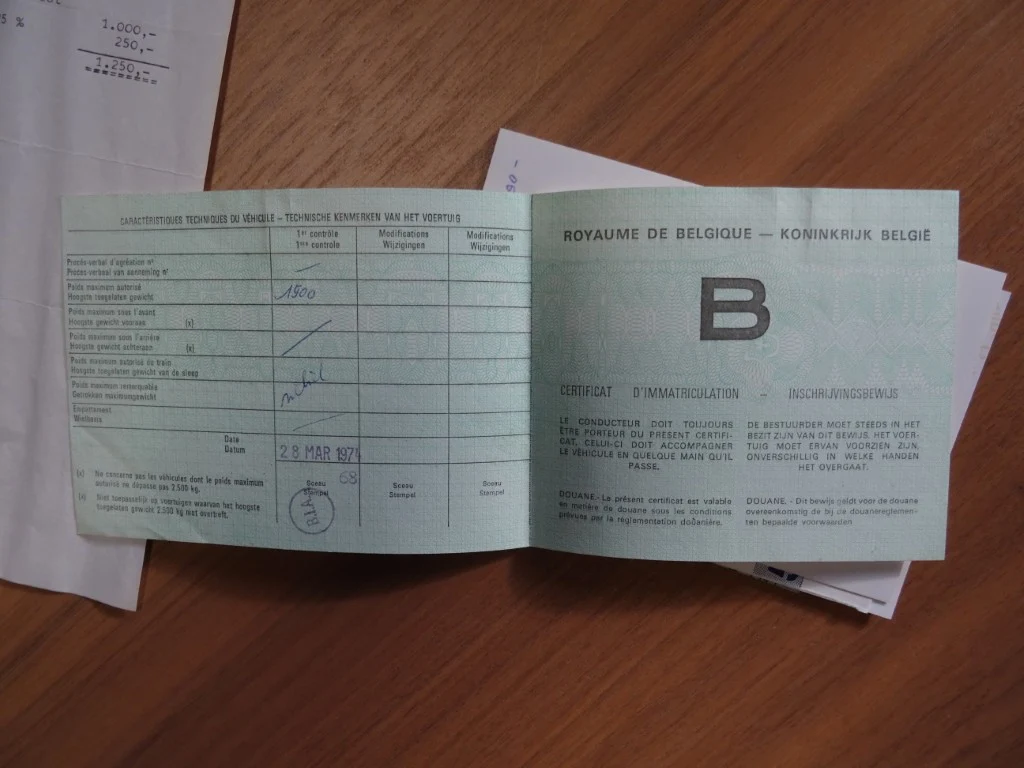 5 %
1.000,-
250,-
1.250,-
90 -
CARACTÉRISTIQUES TECHNIQUES DU VÉHICULE – TECHNISCHE KENMERKEN VAN HET VOERTUIG
1er contrôle
1ste controle
Modifications
Wijzigingen
Modifications
Wijzigingen
Procès-verbal d'agréation n°
Proces-verbaal van aanneming n°
Poids maximum autorisé
Hoogste toegelaten gewicht
1900
Poids maximum sous l'avant
Hoogste gewicht vooraan (x)
Poids maximum sous l'arrière
Hoogste gewicht achteraan (x)
Poids maximum autorisé du train
Hoogste toegelaten gewicht van de sleep
Poids maximum remorquable
Getrokken maximumgewicht
Empattement
Wielbasis
Date
Datum
28 MAR 1974
68
(x) Ne concerne pas les véhicules dont le poids maximum
autorisé ne dépasse pas 2.500 kg.
(x) Niet toepasselijk op voertuigen waarvan het hoogste
toegelaten gewicht 2.500 kg niet overtreft.
Sceau
Stempel
Sceau
Stempel
Sceau
Stempel
ROYAUME DE BELGIQUE — KONINKRIJK BELGIË
B
CERTIFICAT D'IMMATRICULATION – INSCHRIJVINGSBEWIJS
LE CONDUCTEUR DOIT TOUJOURS
ÊTRE PORTEUR DU PRÉSENT CERTIFI-
CAT, CELUI-CI DOIT ACCOMPAGNER
LE VÉHICULE EN QUELQUE MAIN QU'IL
PASSE.
DE BESTUURDER MOET STEEDS IN HET
BEZIT ZIJN VAN DIT BEWIJS. HET VOER-
TUIG MOET ERVAN VOORZIEN ZIJN,
ONVERSCHILLIG IN WELKE HANDEN
HET OVERGAAT.
DOUANE - Le présent certificat est valable
en matière de douane sous les conditions
prévues par la réglementation douanière.
DOUANE. - Dit bewijs geldt voor de douane
overeenkomstig de bij de douanereglemen-
ten bepaalde voorwaarden.